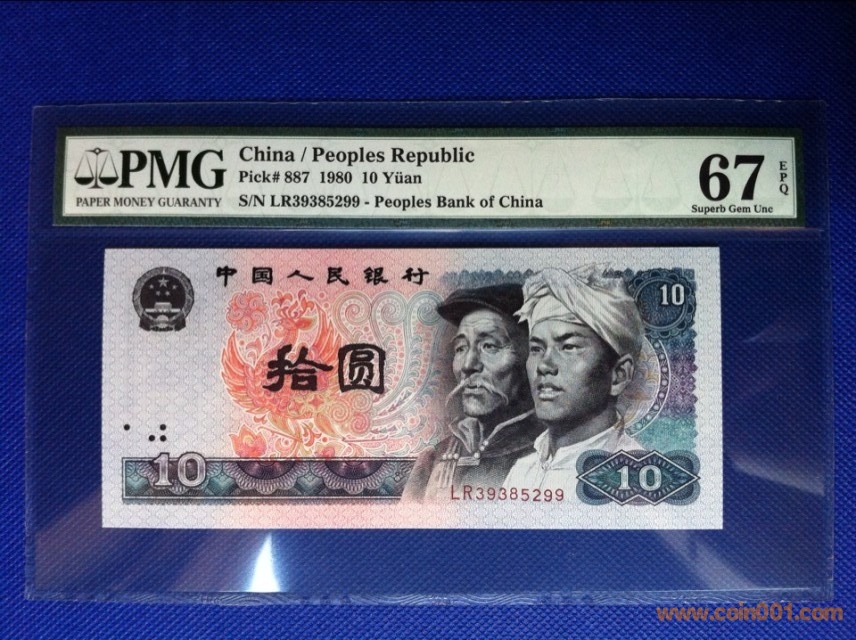 PMG
PAPER MONEY GUARANTY
China / Peoples Republic
Pick# 887 1980 10 Yüan
S/N LR39385299 - Peoples Bank of China
67
EPQ
Superb Gem Unc
中国人民银行
10
拾圆
10
LR39385299
10
www.coin001.com